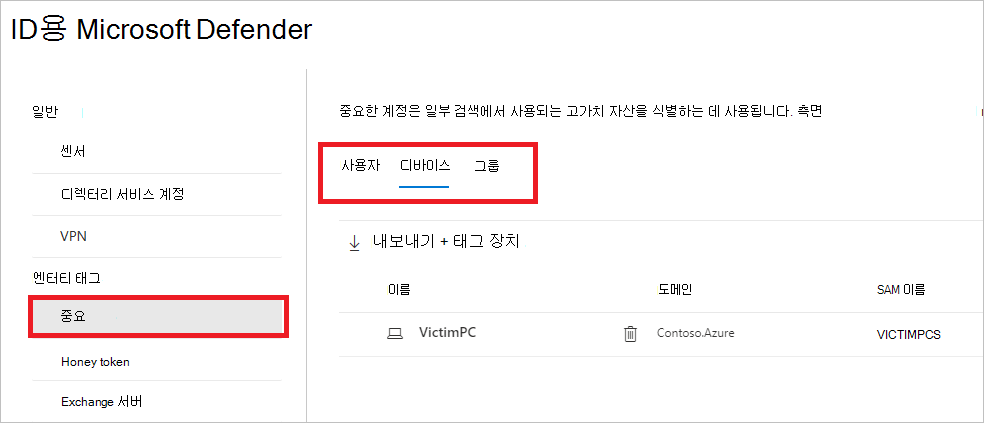 ID용 Microsoft Defender
일반
센서
디렉터리 서비스 계정
VPN
엔터티 태그
중요
Honey token
Exchange 서버
중요한 계정은 일부 검색에서 사용되는 고가치 자산을 식별하는 데 사용됩니다. 측면
사용자 디바이스 그룹
내보내기 + 태그 장치
이름 도메인 SAM 이름
VictimPC Contoso.Azure VICTIMPCS